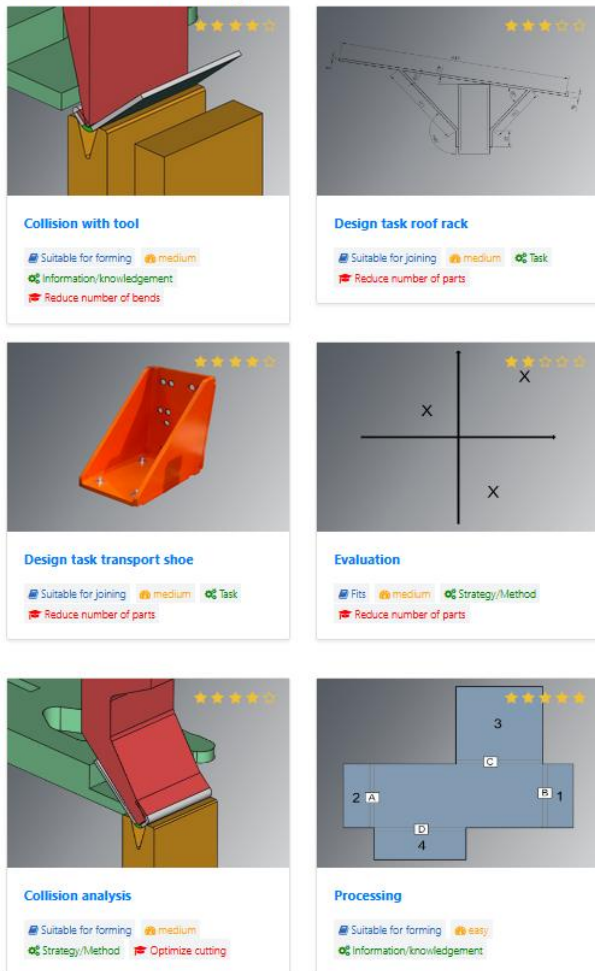 Collision with tool
Suitable for forming medium
Information/knowledgement
Reduce number of bends
Design task roof rack
Suitable for joining medium Task
Reduce number of parts
Design task transport shoe
Suitable for joining medium Task
Reduce number of parts
X
X
X
Evaluation
Fits medium Strategy/Method
Reduce number of parts
Collision analysis
Suitable for forming medium
Strategy/Method Optimize cutting
3
C
2 A B 1
D
4
Processing
Suitable for forming easy
Information/knowledgement